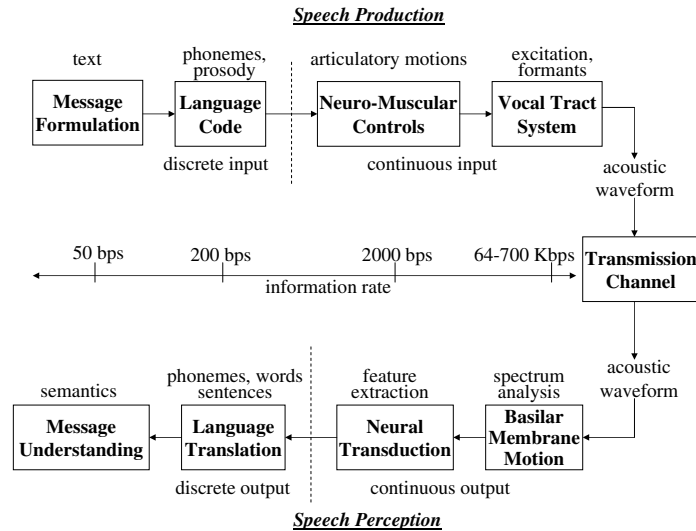 Speech Production
text
phonemes,
prosody
articulatory motions
excitation,
formants
Message
Formulation
Language
Code
Neuro-Muscular
Controls
Vocal Tract
System
discrete input
continuous input
acoustic
waveform
50 bps
200 bps
2000 bps
64-700 Kbps
information rate
Transmission
Channel
acoustic
waveform
semantics
phonemes, words
sentences
feature
extraction
spectrum
analysis
Message
Understanding
Language
Translation
Neural
Transduction
Basilar
Membrane
Motion
discrete output
continuous output
Speech Perception